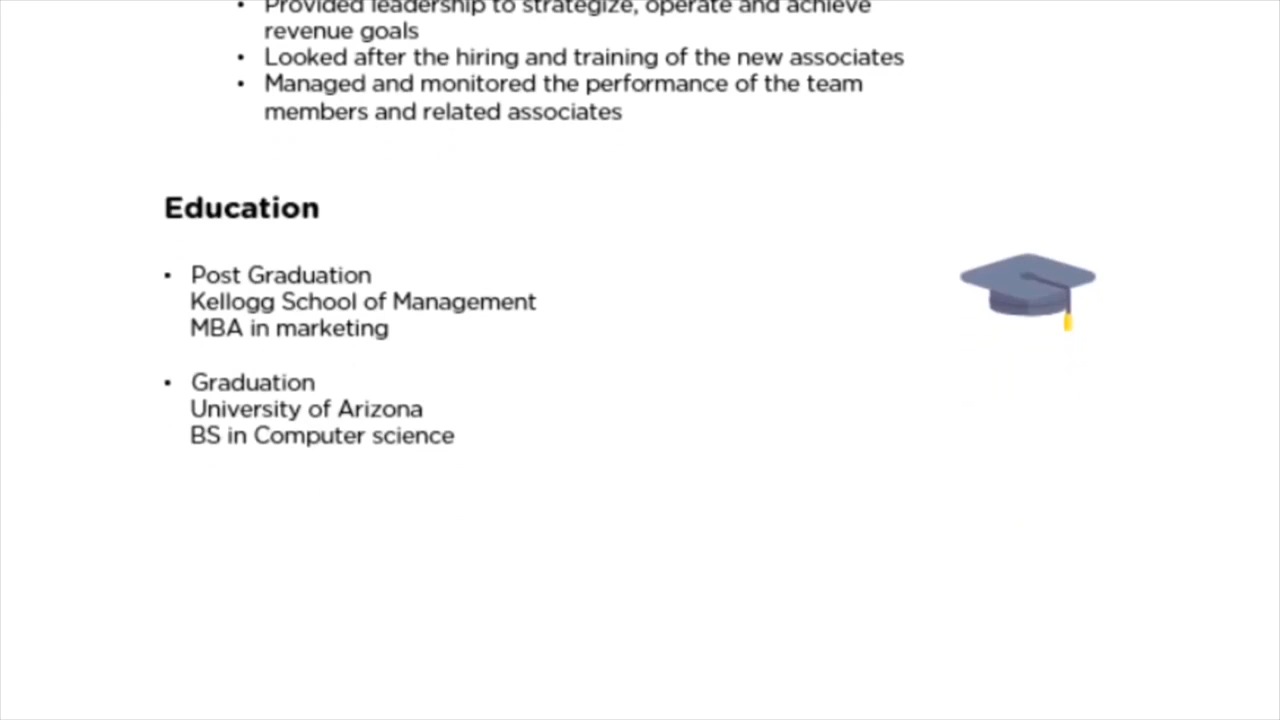 • Provided leadership to strategize, operate and achieve
revenue goals
• Looked after the hiring and training of the new associates
• Managed and monitored the performance of the team
members and related associates
Education
• Post Graduation
Kellogg School of Management
MBA in marketing
• Graduation
University of Arizona
BS in Computer science